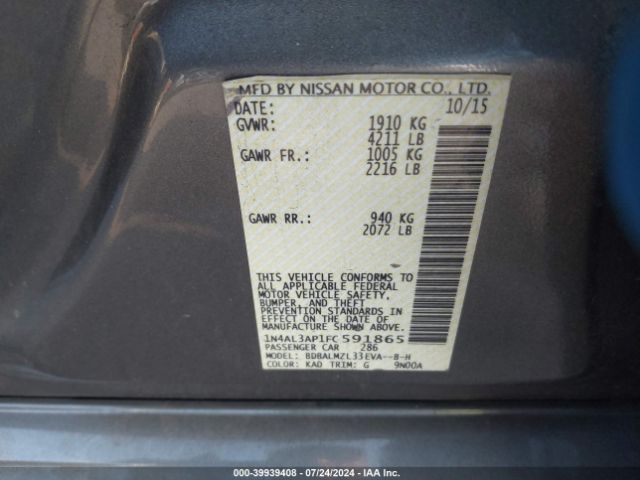 MFD BY NISSAN MOTOR CO., LTD.
DATE: 10/15
GVWR: 1910 KG
4211 LB
GAWR FR.: 1005 KG
2216 LB
GAWR RR.: 940 KG
2072 LB
THIS VEHICLE CONFORMS TO
ALL APPLICABLE FEDERAL
MOTOR VEHICLE SAFETY,
BUMPER, AND THEFT
PREVENTION STANDARDS IN
EFFECT ON THE DATE OF
MANUFACTURE SHOWN ABOVE.
1N4AL3AP1FC591865
PASSENGER CAR 286
MODEL: BDBALMZL33EVA--B-H
COLOR: KAD TRIM: G 9N00A
000-39939408 - 07/24/2024 - IAA Inc.